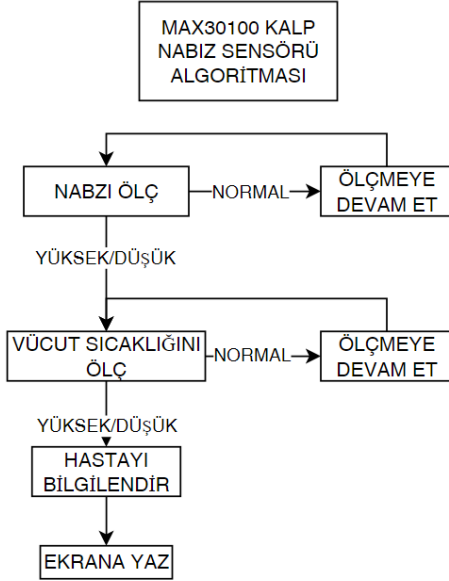 MAX30100 KALP
NABIZ SENSÖRÜ
ALGORİTMASI
NABZI ÖLÇ
NORMAL
ÖLÇMEYE
DEVAM ET
YÜKSEK/DÜŞÜK
VÜCUT SICAKLIĞINI
ÖLÇ
NORMAL
ÖLÇMEYE
DEVAM ET
YÜKSEK/DÜŞÜK
HASTAYI
BİLGİLENDİR
EKRANA YAZ